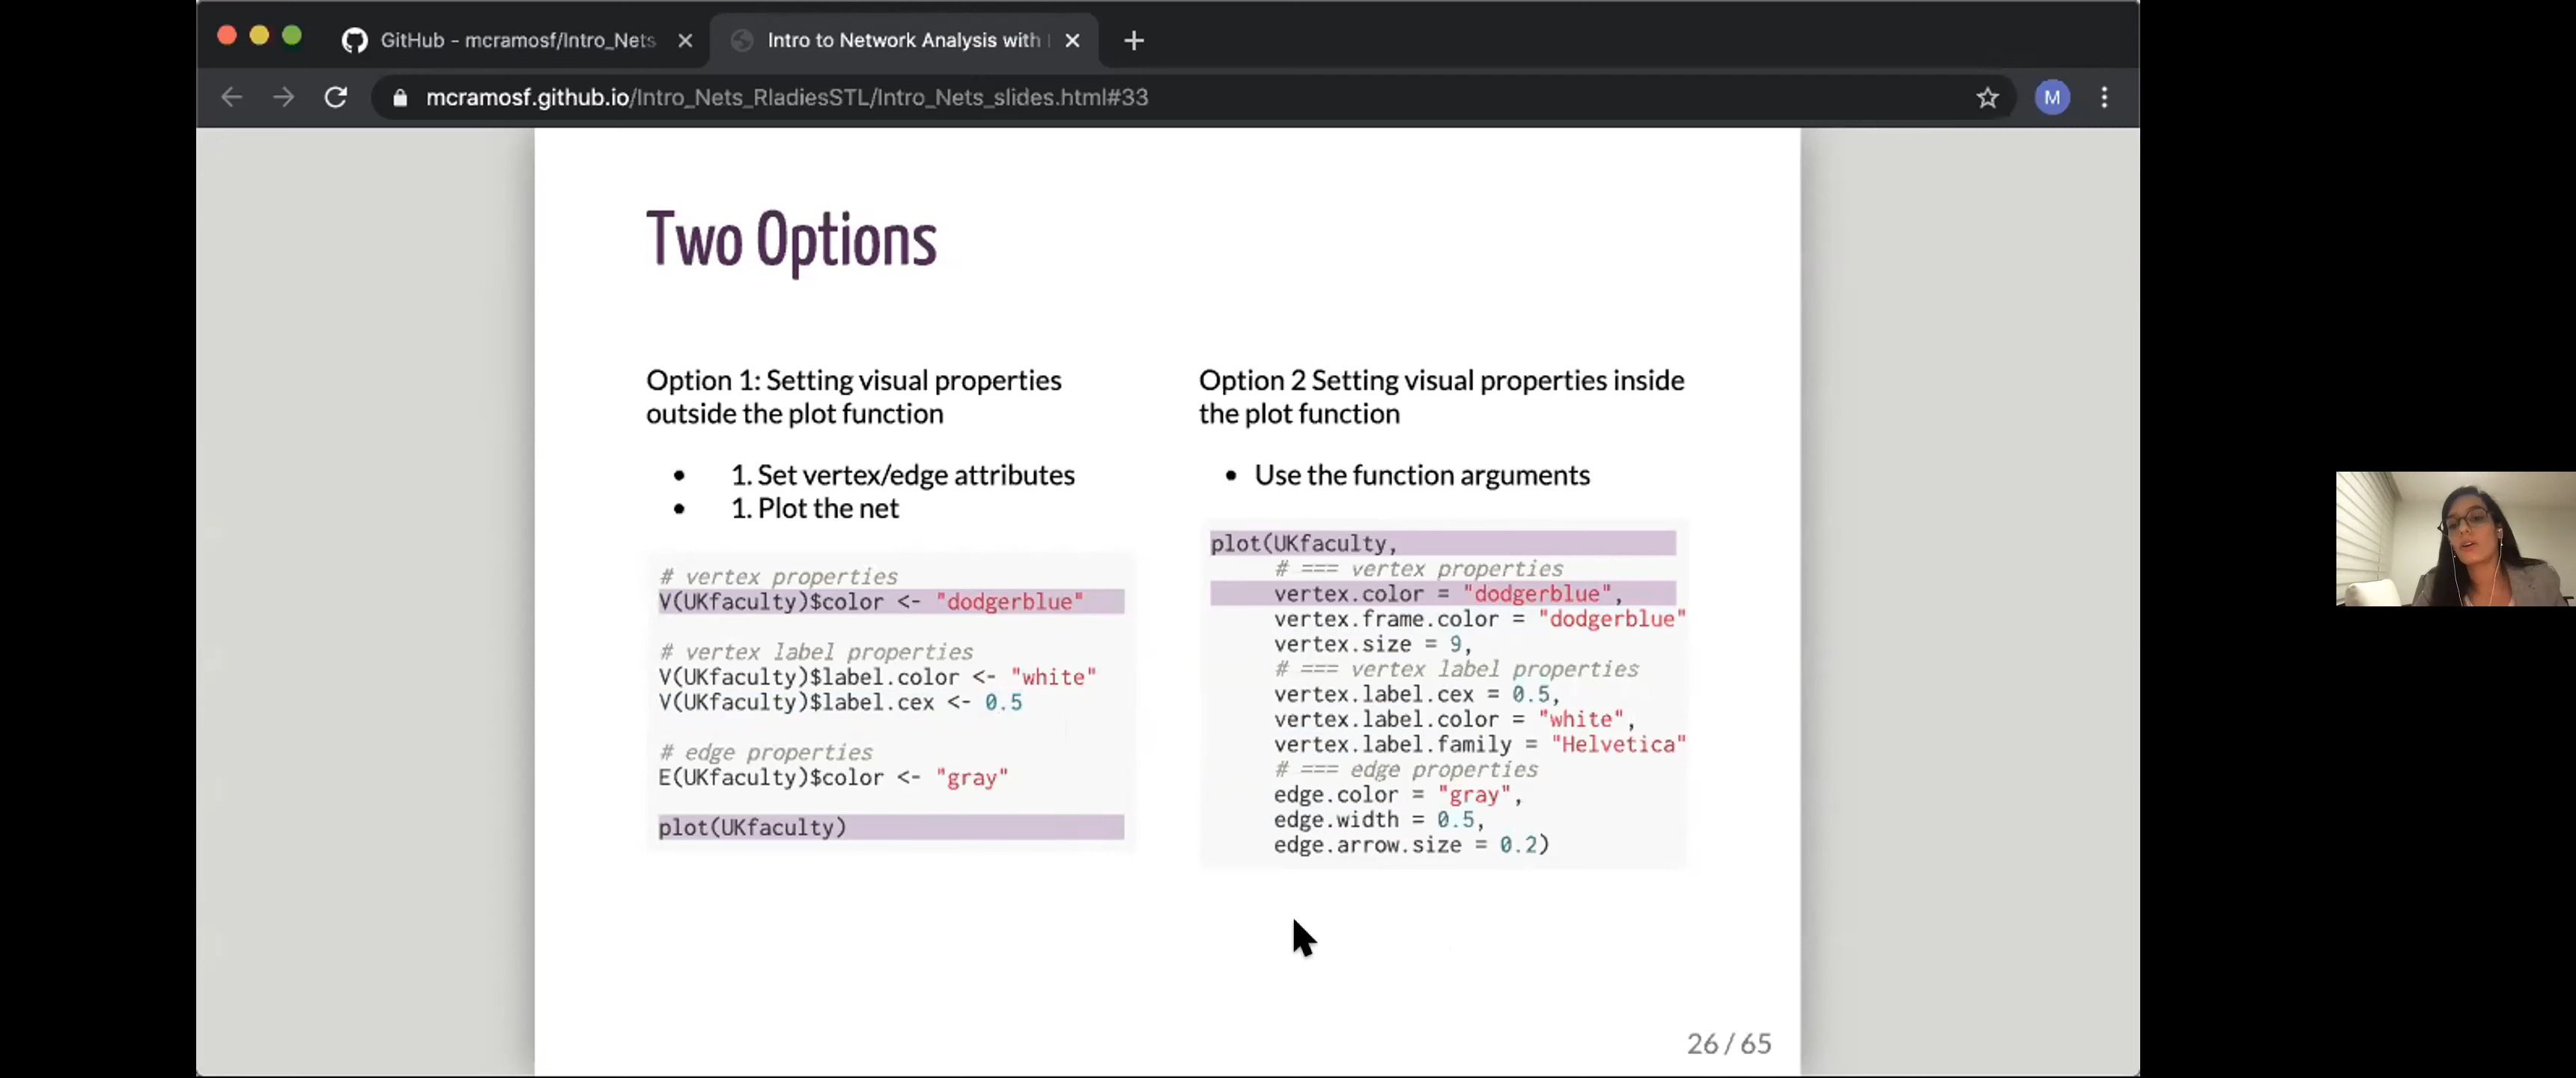 GitHub - mcramosf/Intro_Nets
Intro to Network Analysis with
mcramosf.github.io/Intro_Nets_RladiesSTL/Intro_Nets_slides.html#33
M
Two Options
Option 1: Setting visual properties
outside the plot function
• 1. Set vertex/edge attributes
• 1. Plot the net
# vertex properties
V(UKfaculty)$color <- "dodgerblue"
# vertex label properties
V(UKfaculty)$label.color <- "white"
V(UKfaculty)$label.cex <- 0.5
# edge properties
E(UKfaculty)$color <- "gray"
plot(UKfaculty)
Option 2 Setting visual properties inside
the plot function
• Use the function arguments
plot(UKfaculty,
# === vertex properties
vertex.color = "dodgerblue",
vertex.frame.color = "dodgerblue"
vertex.size = 9,
# === vertex label properties
vertex.label.cex = 0.5,
vertex.label.color = "white",
vertex.label.family = "Helvetica"
# === edge properties
edge.color = "gray",
edge.width = 0.5,
edge.arrow.size = 0.2)
26 / 65